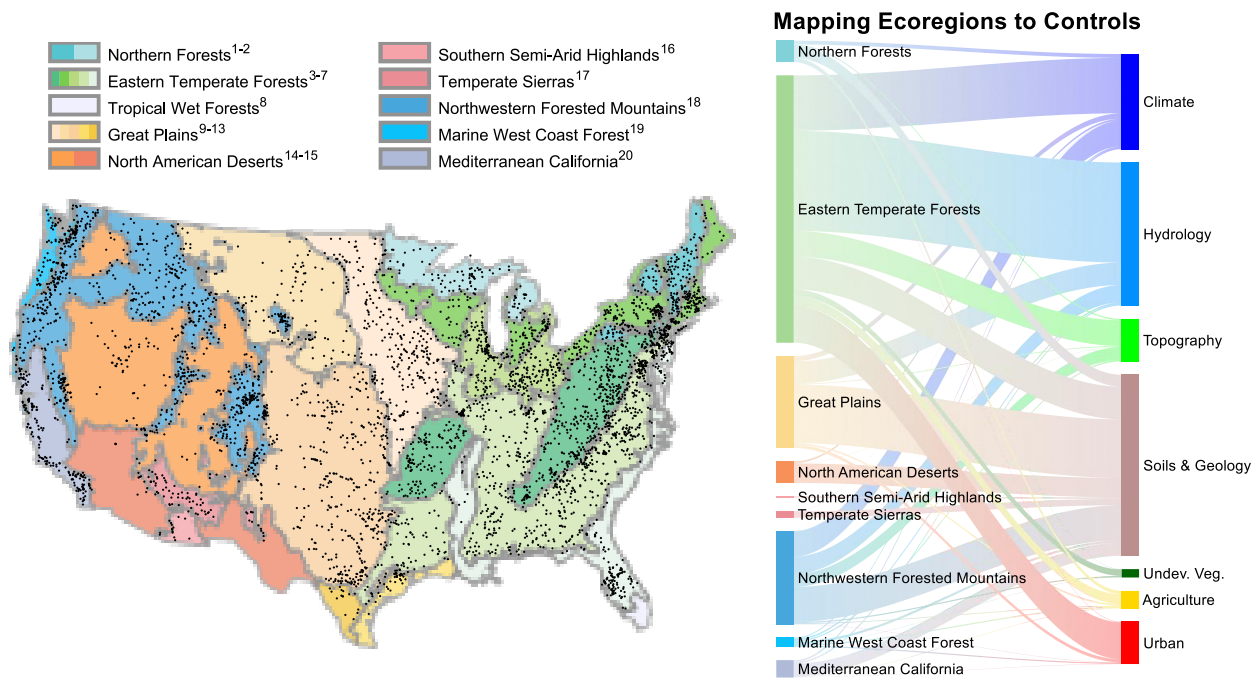 Northern Forests1-2
Eastern Temperate Forests3-7
Tropical Wet Forests8
Great Plains9-13
North American Deserts14-15
Southern Semi-Arid Highlands16
Temperate Sierras17
Northwestern Forested Mountains18
Marine West Coast Forest19
Mediterranean California20
Mapping Ecoregions to Controls
Northern Forests
Eastern Temperate Forests
Great Plains
North American Deserts
Southern Semi-Arid Highlands
Temperate Sierras
Northwestern Forested Mountains
Marine West Coast Forest
Mediterranean California
Climate
Hydrology
Topography
Soils & Geology
Undev. Veg.
Agriculture
Urban